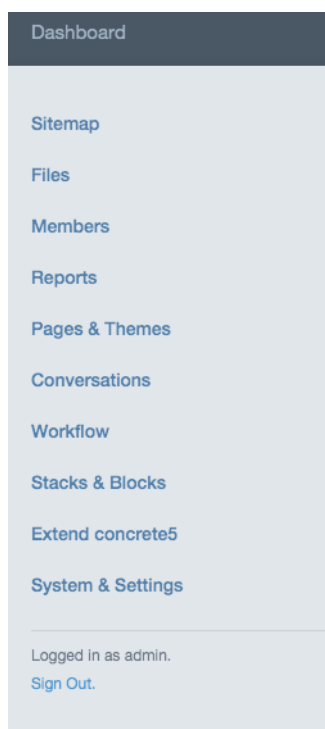 Dashboard
Sitemap
Files
Members
Reports
Pages & Themes
Conversations
Workflow
Stacks & Blocks
Extend concrete5
System & Settings
Logged in as admin.
Sign Out.